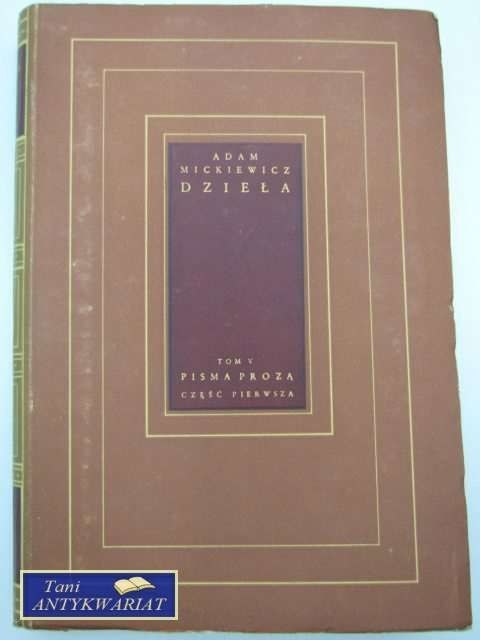 ADAM
MICKIEWICZ
DZIEŁA
TOM V
PISMA PROZĄ
CZĘŚĆ PIERWSZA
Tani
ANTYKWARIAT